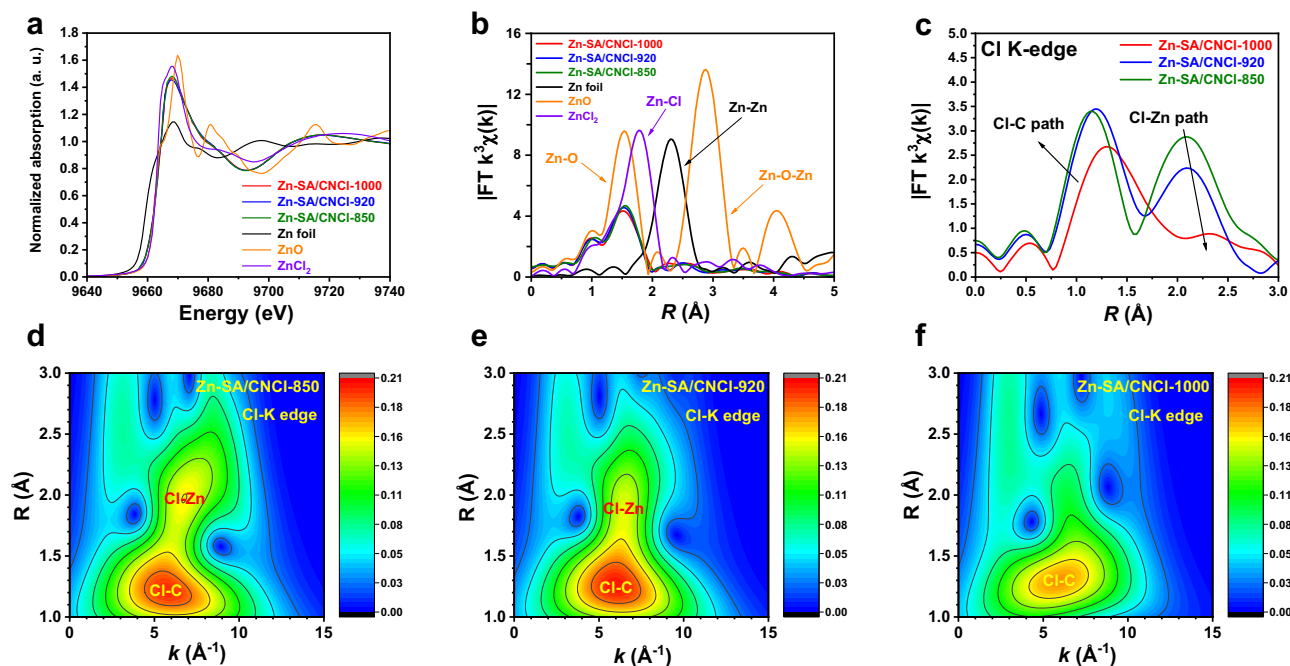 a
Normalized absorption (a. u.)
1.8
1.6
1.4
1.2
1.0
0.8
0.6
0.4
0.2
0.0
Zn-SA/CNCl-1000
Zn-SA/CNCl-920
Zn-SA/CNCl-850
Zn foil
ZnO
ZnCl₂
9640 9660 9680 9700 9720 9740
Energy (eV)
b
|FT k³χ(k)|
16
12
8
4
0
Zn-SA/CNCl-1000
Zn-SA/CNCl-920
Zn-SA/CNCl-850
Zn foil
ZnO
ZnCl₂
Zn-Cl
Zn-Zn
Zn-O
Zn-O-Zn
0 1 2 3 4 5
R (Å)
c
|FT k³χ(k)|
5.0
4.5
4.0
3.5
3.0
2.5
2.0
1.5
1.0
0.5
0.0
Cl K-edge
Zn-SA/CNCl-1000
Zn-SA/CNCl-920
Zn-SA/CNCl-850
Cl-C path
Cl-Zn path
0.0 0.5 1.0 1.5 2.0 2.5 3.0
R (Å)
d
R (Å)
3.0
2.5
2.0
1.5
1.0
Zn-SA/CNCl-850
Cl-K edge
Cl-Zn
Cl-C
0 5 10 15
k (Å⁻¹)
0.21
0.18
0.16
0.13
0.11
0.08
0.05
0.03
0.00
e
R (Å)
3.0
2.5
2.0
1.5
1.0
Zn-SA/CNCl-920
Cl-K edge
Cl-Zn
Cl-C
0 5 10 15
k (Å⁻¹)
0.21
0.18
0.16
0.13
0.11
0.08
0.05
0.03
0.00
f
R (Å)
3.0
2.5
2.0
1.5
1.0
Zn-SA/CNCl-1000
Cl-K edge
Cl-C
0 5 10 15
k (Å⁻¹)
0.21
0.18
0.16
0.13
0.11
0.08
0.05
0.03
0.00